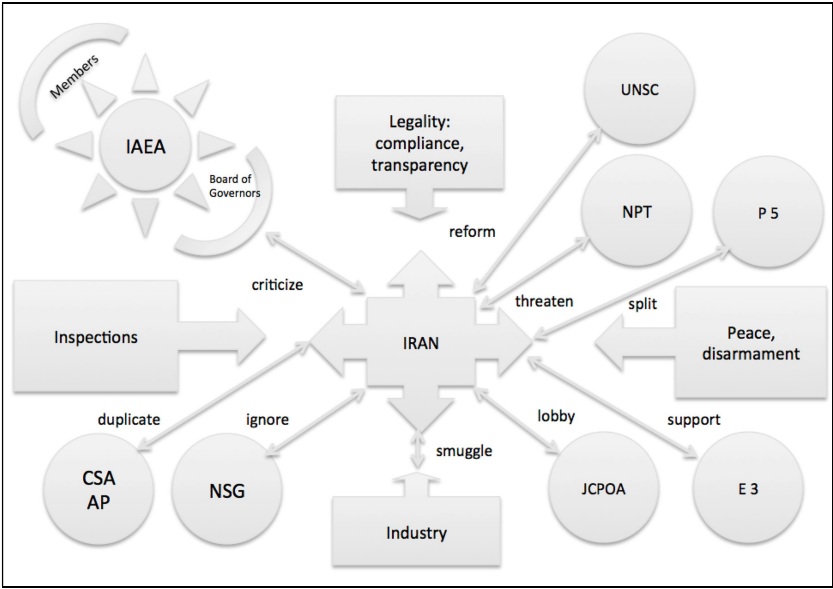 Members
IAEA
Board of
Governors
Legality:
compliance,
transparency
UNSC
NPT
P 5
reform
criticize
threaten
split
Inspections
IRAN
Peace,
disarmament
duplicate
ignore
smuggle
lobby
support
CSA
AP
NSG
Industry
JCPOA
E 3